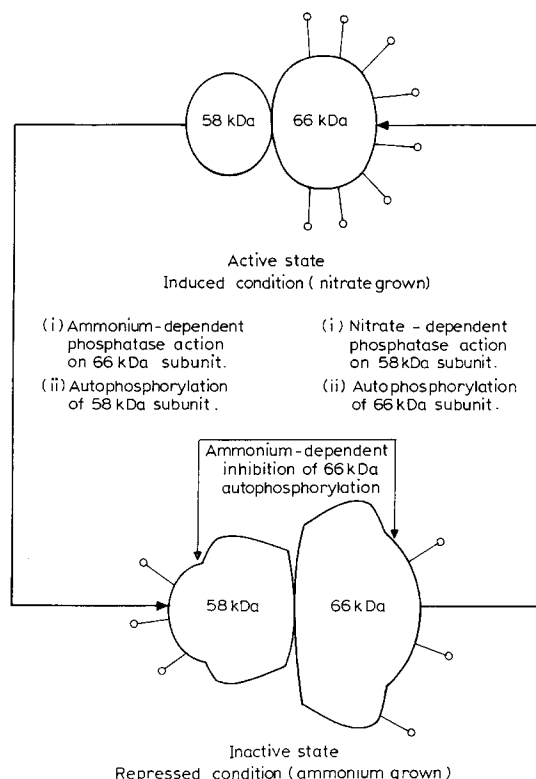 58 kDa
66 kDa
Active state
Induced condition (nitrate grown)
(i) Ammonium-dependent
phosphatase action
on 66 kDa subunit.
(ii) Autophosphorylation
of 58 kDa subunit.
(i) Nitrate - dependent
phosphatase action
on 58 kDa subunit.
(ii) Autophosphorylation of
66 kDa subunit.
Ammonium-dependent
inhibition of 66 kDa
autophosphorylation
58 kDa
66 kDa
Inactive state
Repressed condition (ammonium grown)